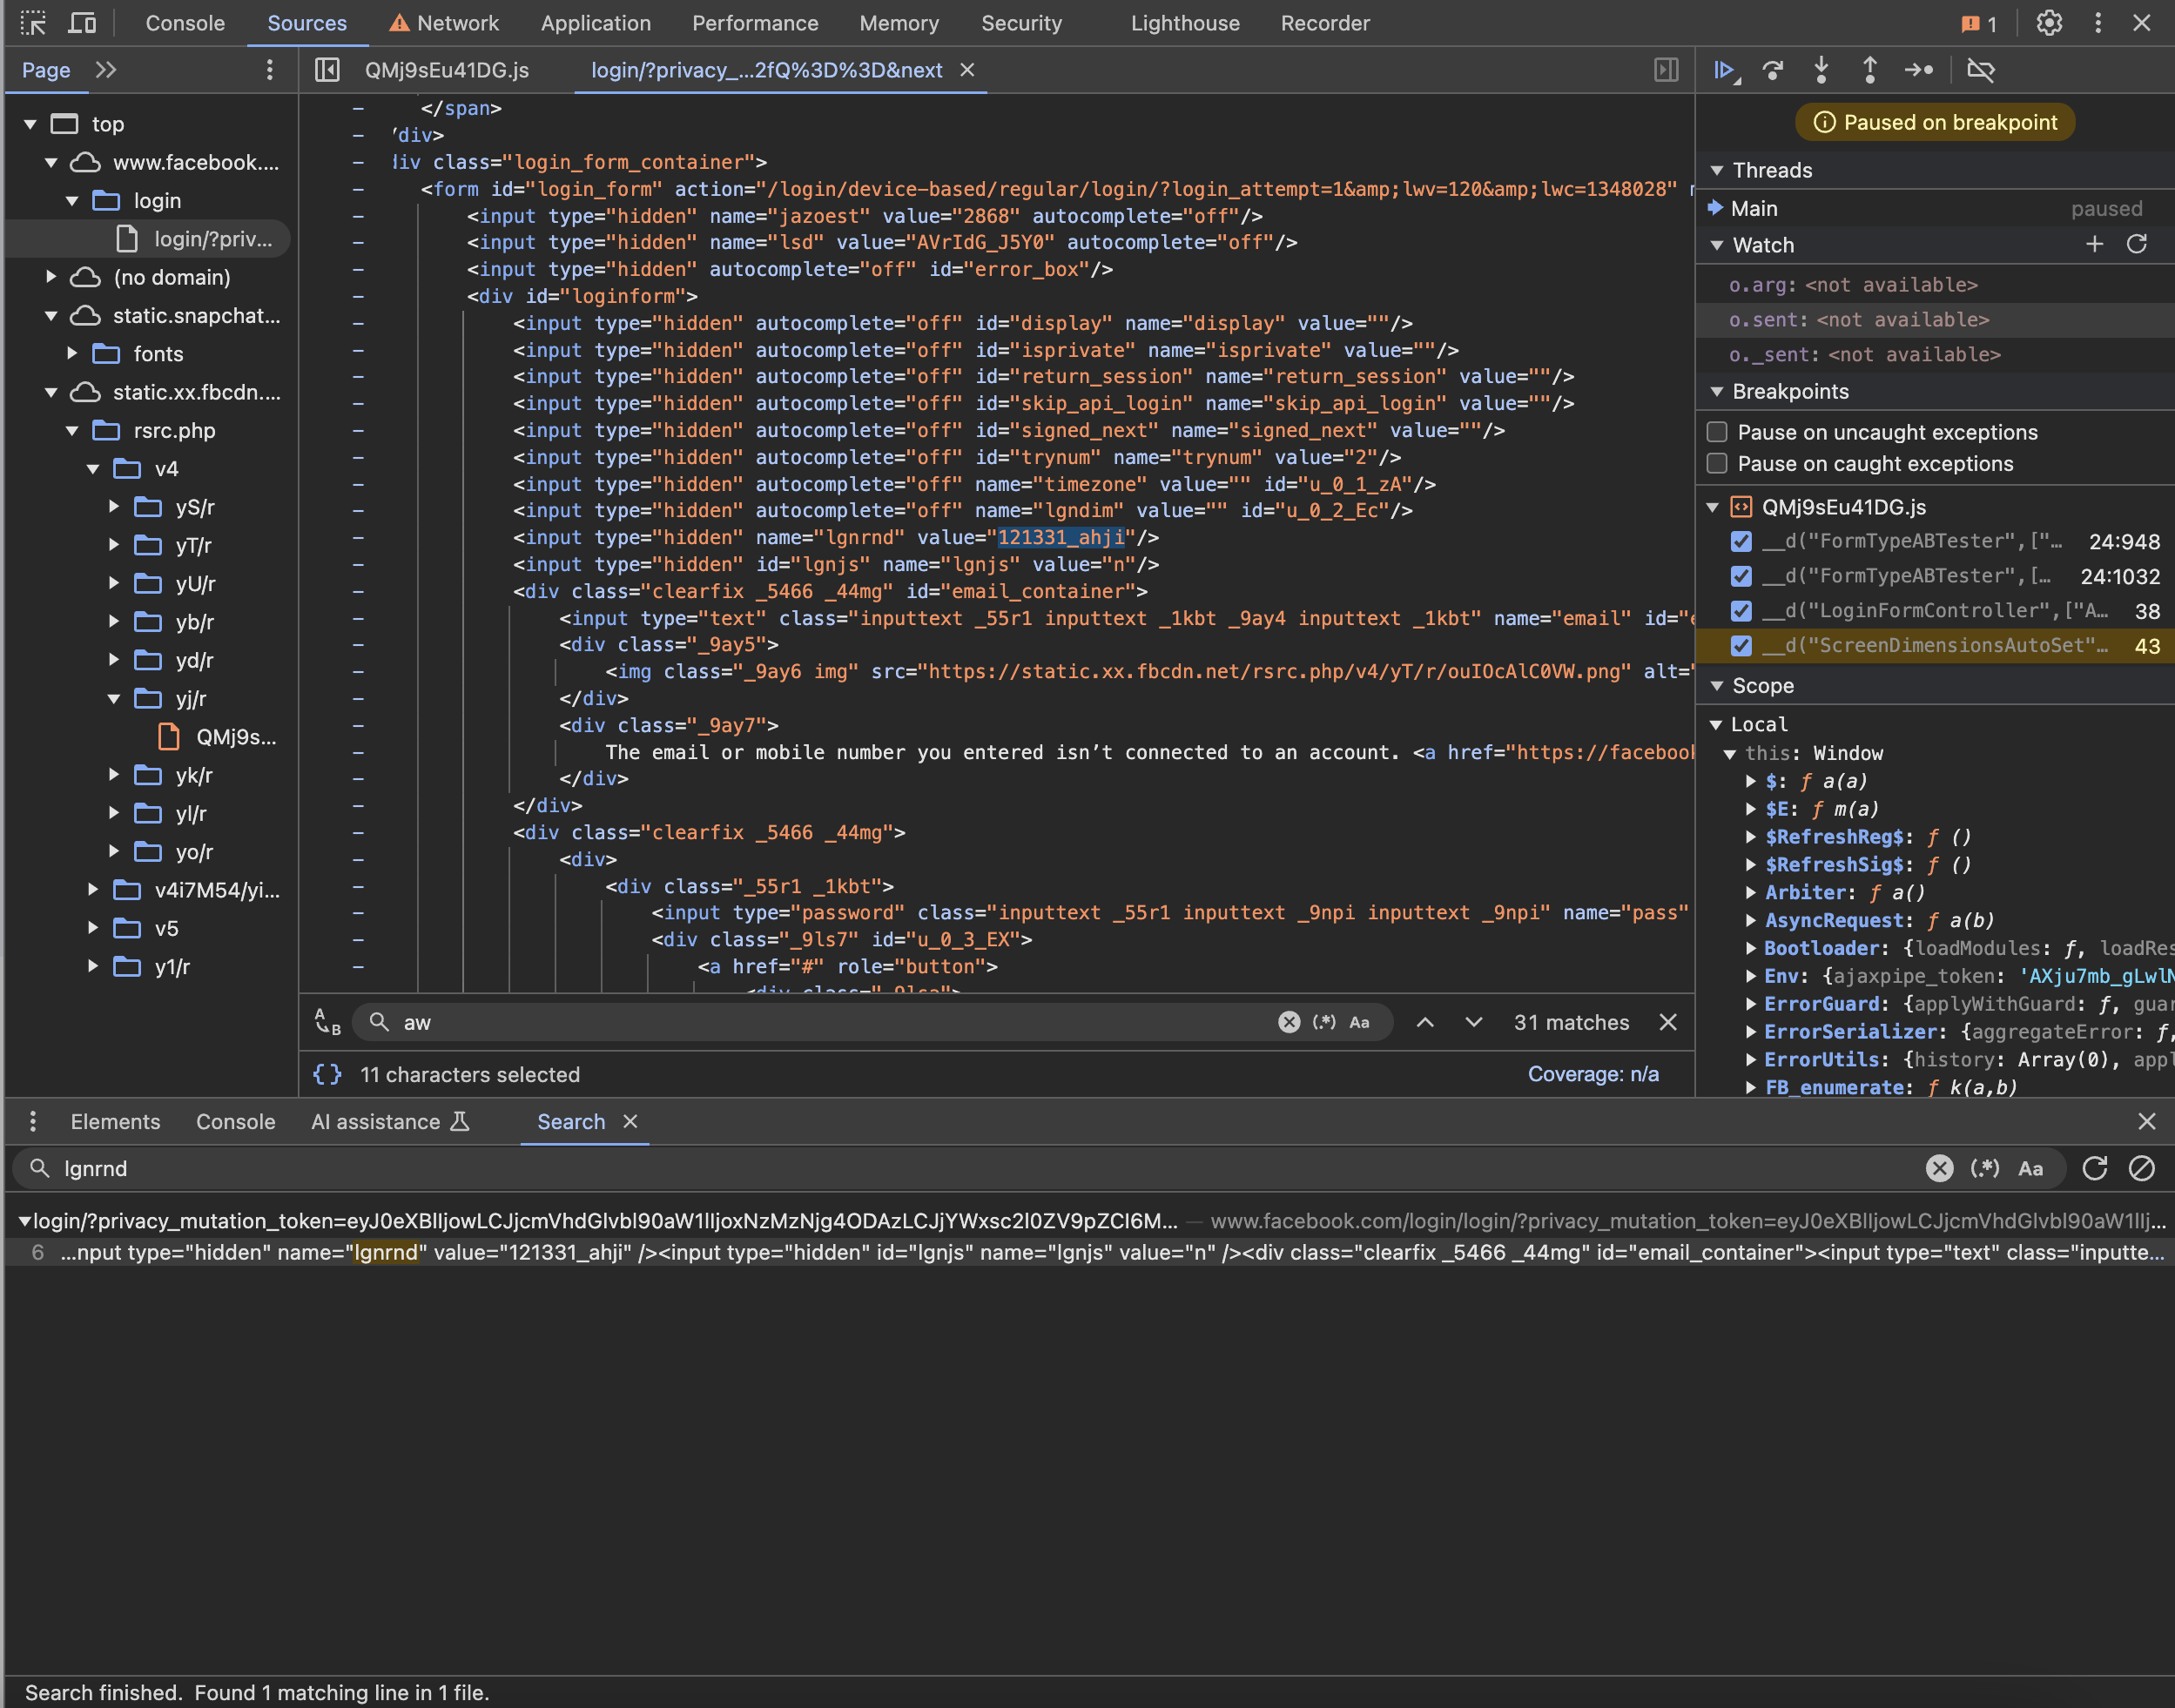 Console Sources Network Application Performance Memory Security Lighthouse Recorder 1
Page QMj9sEu41DG.js login/?privacy_...2fQ%3D%3D&next
top
www.facebook....
login
login/?priv...
(no domain)
static.snapchat...
fonts
static.xx.fbcdn....
rsrc.php
v4
yS/r
yT/r
yU/r
yb/r
yd/r
yj/r
QMj9s...
yk/r
yl/r
yo/r
v4i7M54/yi...
v5
y1/r
</span>
/div>
div class="login_form_container">
<form id="login_form" action="/login/device-based/regular/login/?login_attempt=1&amp;lwv=120&amp;lwc=1348028"
<input type="hidden" name="jazoest" value="2868" autocomplete="off"/>
<input type="hidden" name="lsd" value="AVrIdG_J5Y0" autocomplete="off"/>
<input type="hidden" autocomplete="off" id="error_box"/>
<div id="loginform">
<input type="hidden" autocomplete="off" id="display" name="display" value=""/>
<input type="hidden" autocomplete="off" id="isprivate" name="isprivate" value=""/>
<input type="hidden" autocomplete="off" id="return_session" name="return_session" value=""/>
<input type="hidden" autocomplete="off" id="skip_api_login" name="skip_api_login" value=""/>
<input type="hidden" autocomplete="off" id="signed_next" name="signed_next" value=""/>
<input type="hidden" autocomplete="off" id="trynum" name="trynum" value="2"/>
<input type="hidden" autocomplete="off" name="timezone" value="" id="u_0_1_zA"/>
<input type="hidden" autocomplete="off" name="lgndim" value="" id="u_0_2_Ec"/>
<input type="hidden" name="lgnrnd" value="121331_ahji"/>
<input type="hidden" id="lgnjs" name="lgnjs" value="n"/>
<div class="clearfix _5466 _44mg" id="email_container">
<input type="text" class="inputtext _55r1 inputtext _1kbt _9ay4 inputtext _1kbt" name="email" id="e
<div class="_9ay5">
<img class="_9ay6 img" src="https://static.xx.fbcdn.net/rsrc.php/v4/yT/r/ouIOcAlC0VW.png" alt="
</div>
<div class="_9ay7">
The email or mobile number you entered isn’t connected to an account. <a href="https://facebook
</div>
</div>
<div class="clearfix _5466 _44mg">
<div>
<div class="_55r1 _1kbt">
<input type="password" class="inputtext _55r1 inputtext _9npi inputtext _9npi" name="pass"
<div class="_9ls7" id="u_0_3_EX">
<a href="#" role="button">
<div class="_9lsa">
aw
Aa
31 matches
{} 11 characters selected
Coverage: n/a
Paused on breakpoint
Threads
Main paused
Watch
o.arg: <not available>
o.sent: <not available>
o._sent: <not available>
Breakpoints
Pause on uncaught exceptions
Pause on caught exceptions
QMj9sEu41DG.js
__d("FormTypeABTester",["… 24:948
__d("FormTypeABTester",[… 24:1032
__d("LoginFormController",["A… 38
__d("ScreenDimensionsAutoSet"… 43
Scope
Local
this: Window
$: ƒ a(a)
$E: ƒ m(a)
$RefreshReg$: ƒ ()
$RefreshSig$: ƒ ()
Arbiter: ƒ a()
AsyncRequest: ƒ a(b)
Bootloader: {loadModules: ƒ, loadRes
Env: {ajaxpipe_token: 'AXju7mb_gLwlN
ErrorGuard: {applyWithGuard: ƒ, guar
ErrorSerializer: {aggregateError: ƒ,
ErrorUtils: {history: Array(0), appl
FB_enumerate: ƒ k(a,b)
Elements Console AI assistance Search
lgnrnd
(.*) Aa
login/?privacy_mutation_token=eyJ0eXBlIjowLCJjcmVhdGlvbl90aW1lIjoxNzMzNjg4ODAzLCJjYWxsc2l0ZV9pZCI6M... — www.facebook.com/login/login/?privacy_mutation_token=eyJ0eXBlIjowLCJjcmVhdGlvbl90aW1lIj...
6 ...nput type="hidden" name="lgnrnd" value="121331_ahji" /><input type="hidden" id="lgnjs" name="lgnjs" value="n" /><div class="clearfix _5466 _44mg" id="email_container"><input type="text" class="inputte...
Search finished. Found 1 matching line in 1 file.